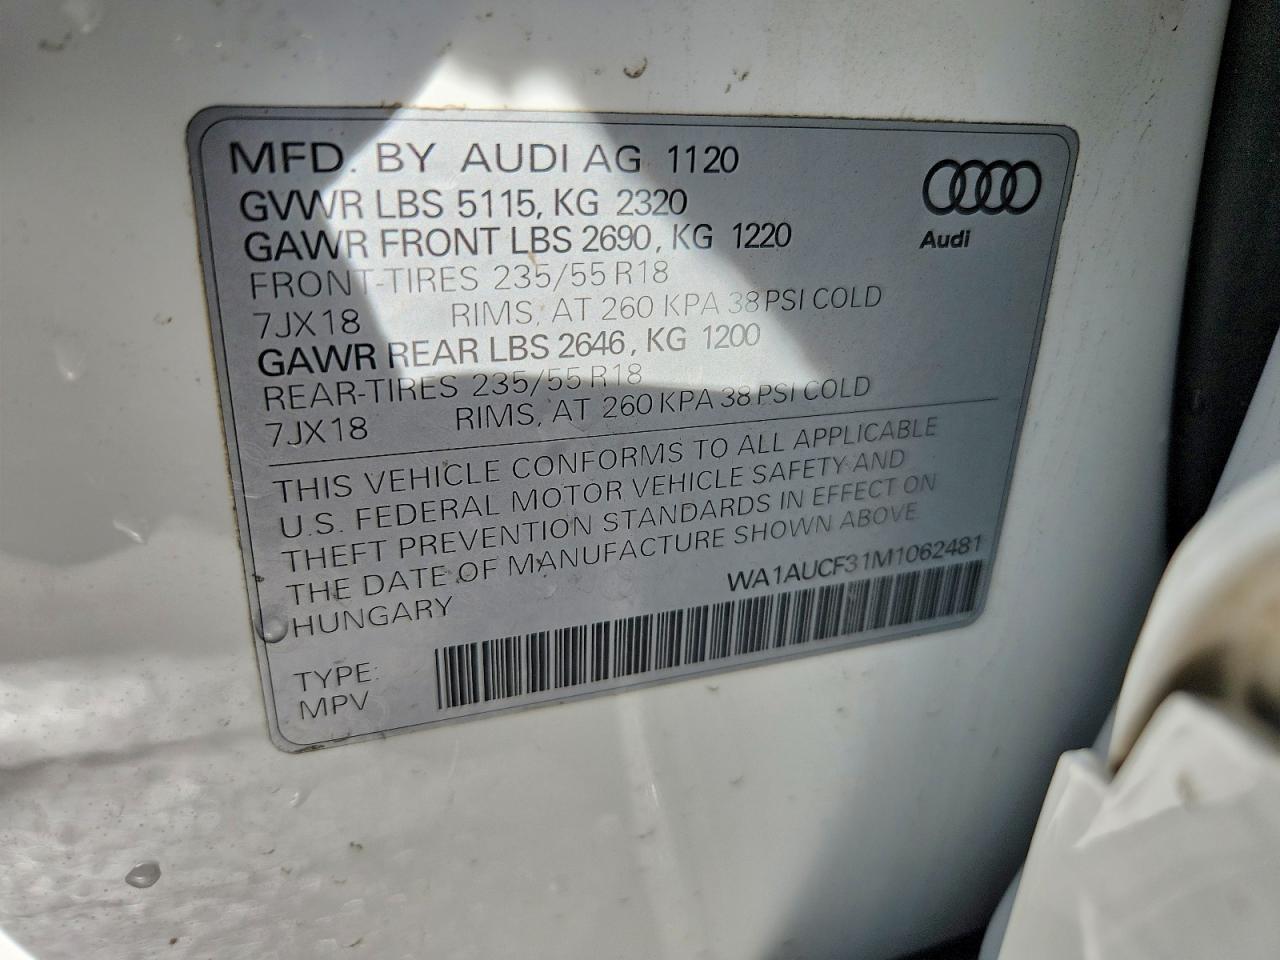 MFD. BY AUDI AG 1120
GVWR LBS 5115, KG 2320
GAWR FRONT LBS 2690, KG 1220
FRONT-TIRES 235/55 R18
7JX18 RIMS, AT 260 KPA 38 PSI COLD
GAWR REAR LBS 2646, KG 1200
REAR-TIRES 235/55 R18
7JX18 RIMS, AT 260 KPA 38 PSI COLD
Audi
THIS VEHICLE CONFORMS TO ALL APPLICABLE
U.S. FEDERAL MOTOR VEHICLE SAFETY AND
THEFT PREVENTION STANDARDS IN EFFECT ON
THE DATE OF MANUFACTURE SHOWN ABOVE
HUNGARY
WA1AUCF31M1062481
TYPE:
MPV